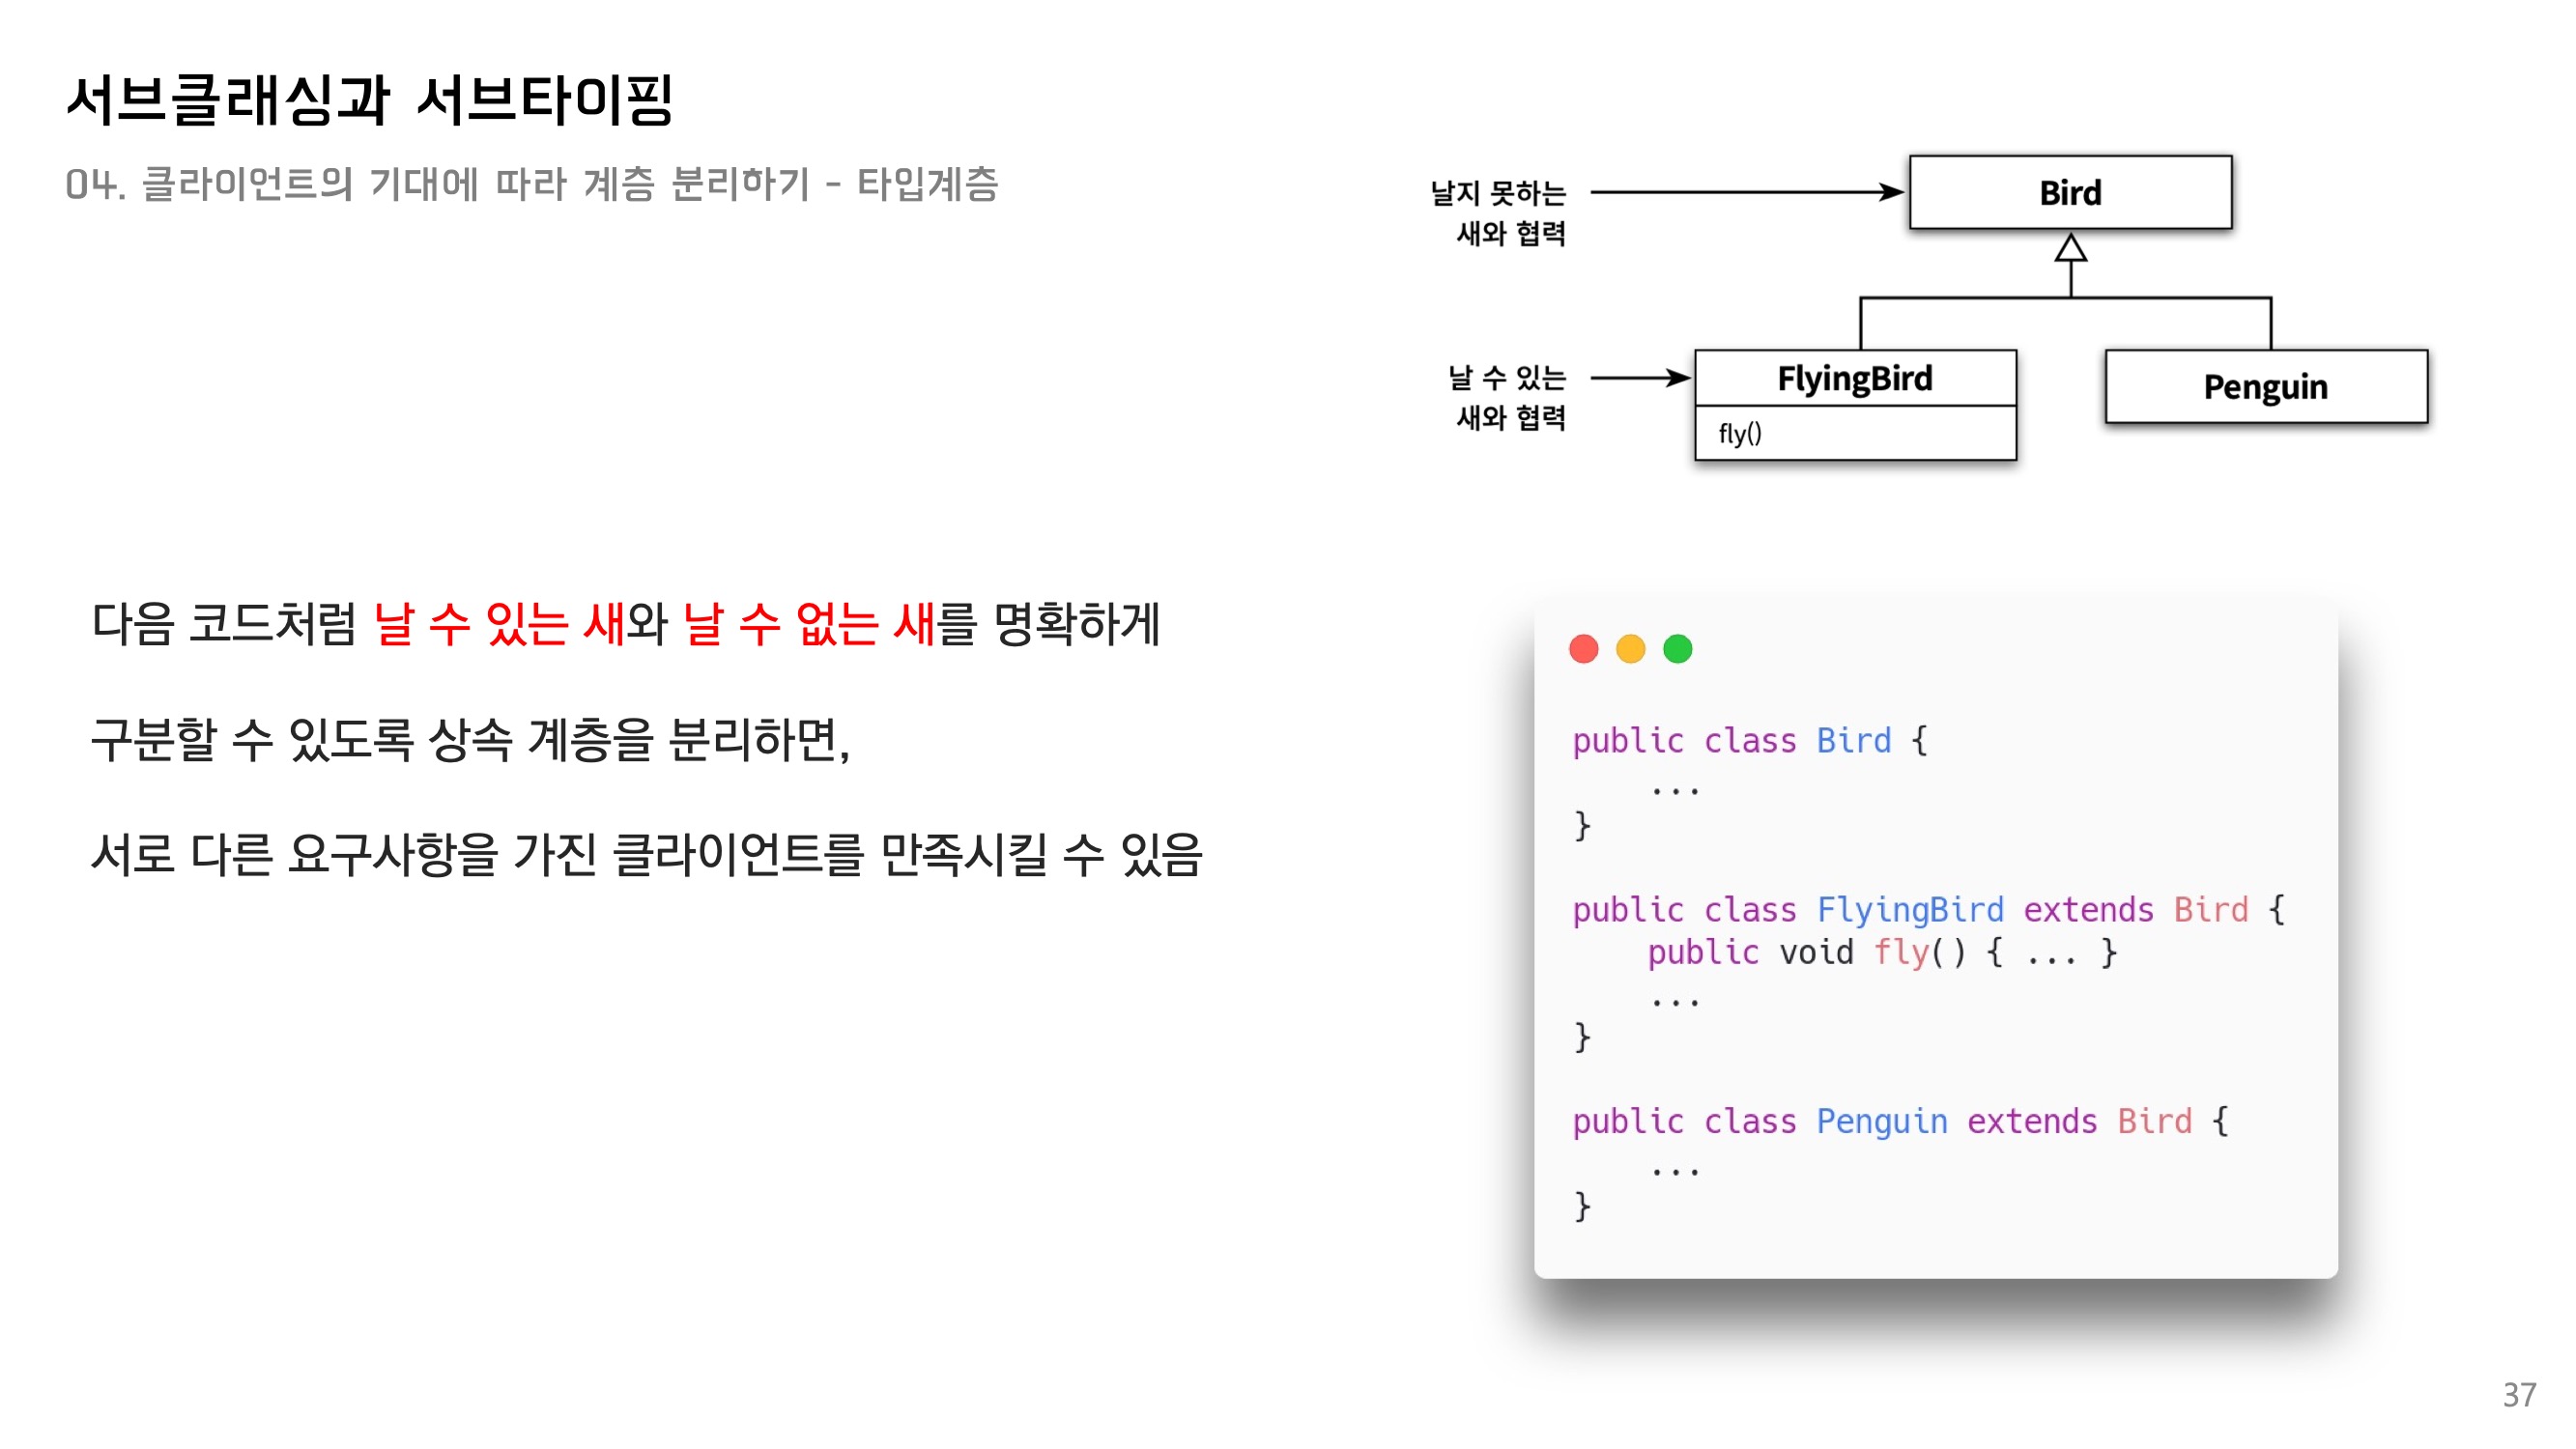 서브클래싱과 서브타이핑
04. 클라이언트의 기대에 따라 계층 분리하기 - 타입계층
날지 못하는
새와 협력
Bird
날 수 있는
새와 협력
FlyingBird
fly()
Penguin
다음 코드처럼 날 수 있는 새와 날 수 없는 새를 명확하게
구분할 수 있도록 상속 계층을 분리하면,
서로 다른 요구사항을 가진 클라이언트를 만족시킬 수 있음
public class Bird {
    ...
}
public class FlyingBird extends Bird {
    public void fly() { ... }
    ...
}
public class Penguin extends Bird {
    ...
}
37